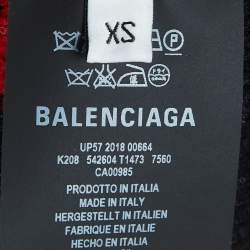 XS
BALENCIAGA
UP57 2018 00664
K208 542604 T1473 7560
CA00985
PRODOTTO IN ITALIA
MADE IN ITALY
HERGESTELLT IN ITALIEN
FABRIQUE EN ITALIE
HECHO EN ITALIA